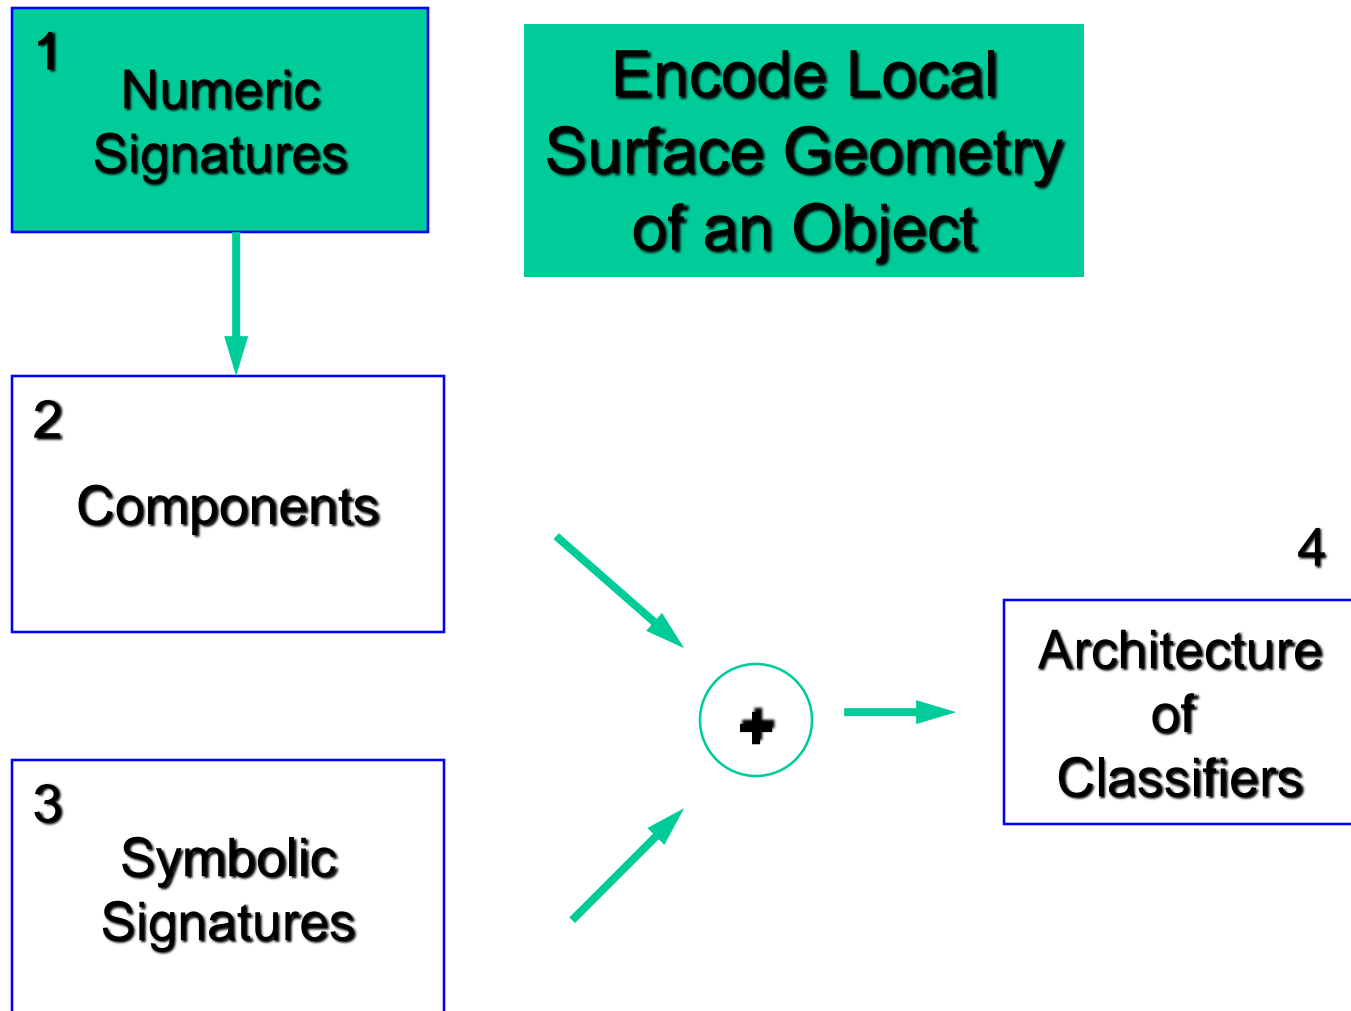 1
Numeric
Signatures
Encode Local
Surface Geometry
of an Object
2
Components
3
Symbolic
Signatures
+
4
Architecture
of
Classifiers